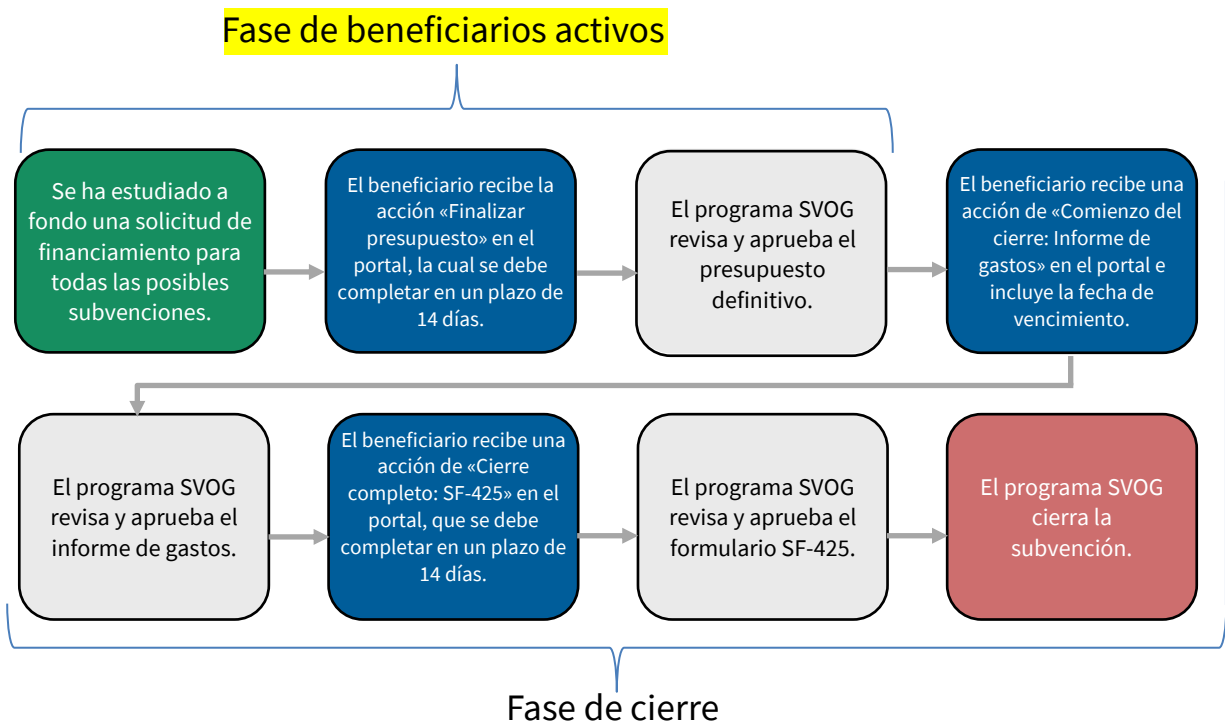 Fase de beneficiarios activos
Se ha estudiado a
fondo una solicitud de
financiamiento para
todas las posibles
subvenciones.
El beneficiario recibe la
acción «Finalizar
presupuesto» en el
portal, la cual se debe
completar en un plazo de
14 días.
El programa SVOG
revisa y aprueba el
presupuesto
definitivo.
El beneficiario recibe una
acción de «Comienzo del
cierre: Informe de
gastos» en el portal e
incluye la fecha de
vencimiento.
El programa SVOG
revisa y aprueba el
informe de gastos.
El beneficiario recibe una
acción de «Cierre
completo: SF-425» en el
portal, que se debe
completar en un plazo de
14 días.
El programa SVOG
revisa y aprueba el
formulario SF-425.
El programa SVOG
cierra la
subvención.
Fase de cierre